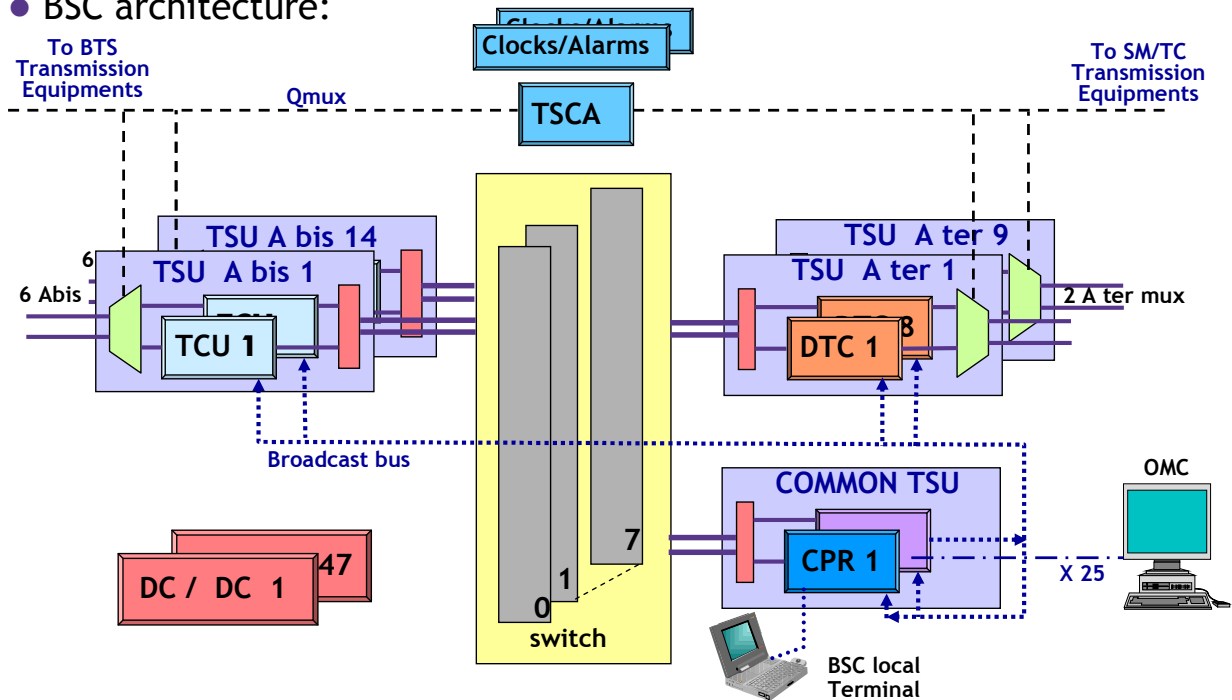 BSC architecture:
Clocks/Alarms
Clocks/Alarms
To BTS
Transmission
Equipments
To SM/TC
Transmission
Equipments
Qmux
TSCA
TSU A bis 14
TSU A ter 9
6
TSU A bis 1
TSU A ter 1
6 Abis
2 A ter mux
TCU 1
8
DTC 1
Broadcast bus
COMMON TSU
OMC
47
7
DC / DC 1
1
CPR 1
X 25
0
switch
BSC local
Terminal